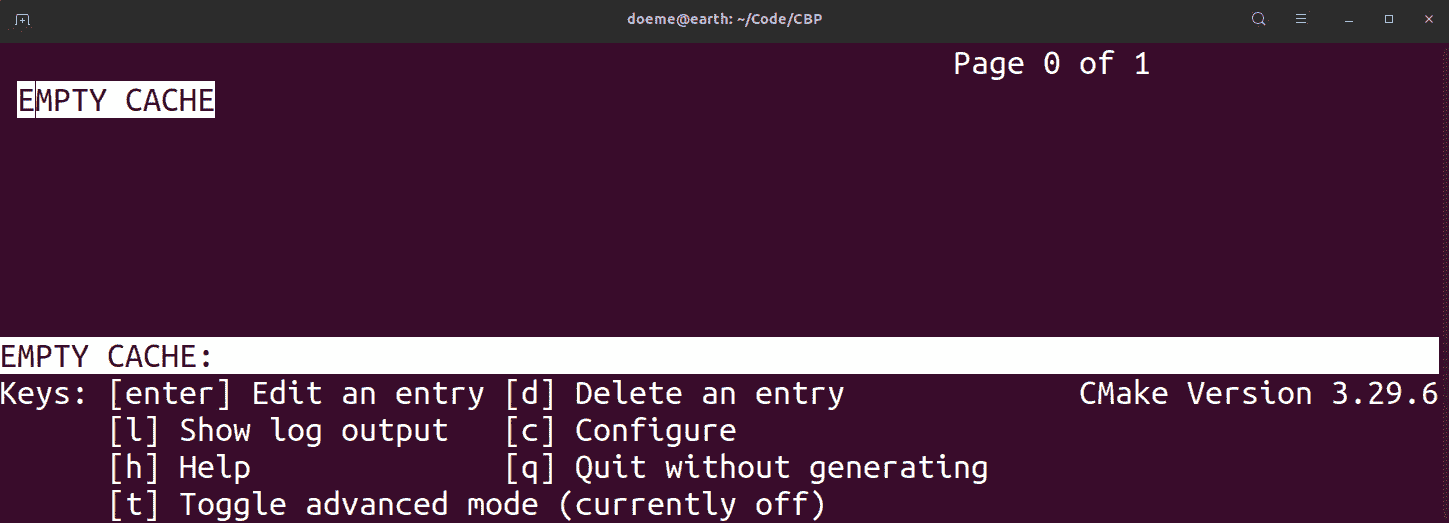 doeme@earth: ~/Code/CBP
Page 0 of 1
EMPTY CACHE
EMPTY CACHE:
Keys: [enter] Edit an entry [d] Delete an entry CMake Version 3.29.6
[l] Show log output [c] Configure
[h] Help [q] Quit without generating
[t] Toggle advanced mode (currently off)